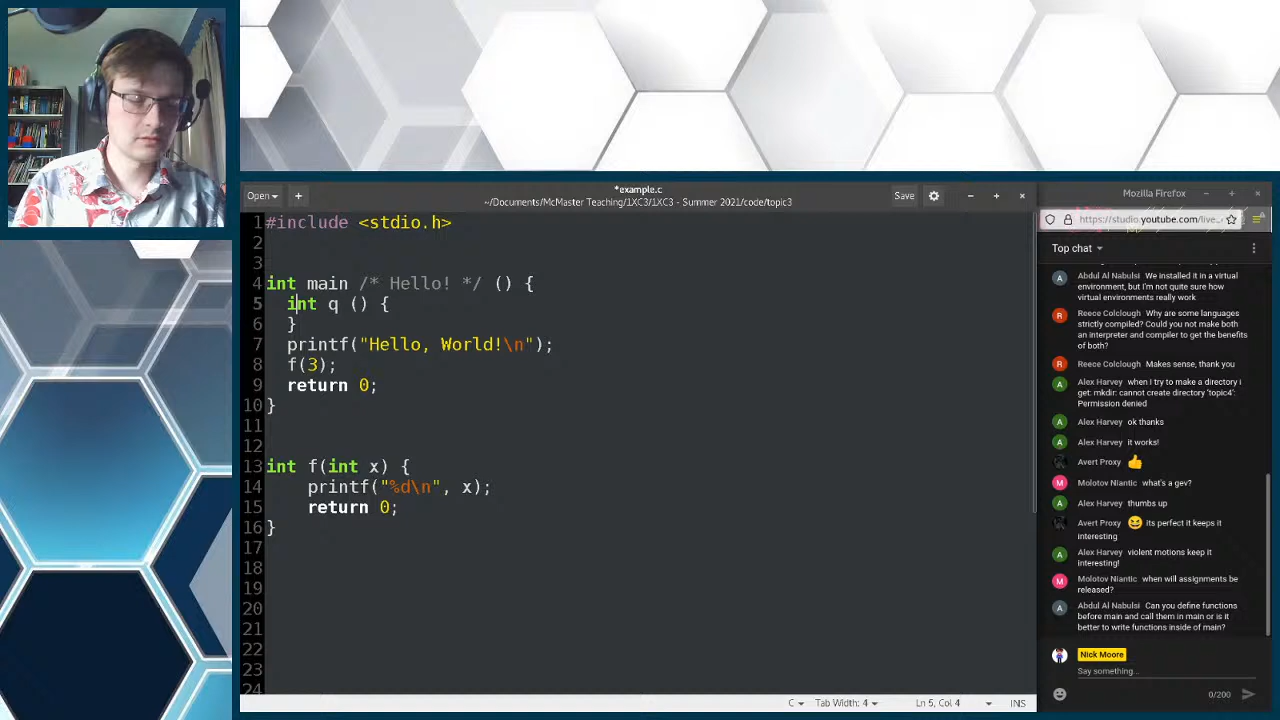 *example.c
Open
+
~/Documents/McMaster Teaching/1XC3/1XC3 - Summer 2021/code/topic3
Save
Mozilla Firefox
https://studio.youtube.com/live_
Top chat
1 #include <stdio.h>
2
3
4 int main /* Hello! */ () {
5 int q () {
6 }
7 printf("Hello, World!\n");
8 f(3);
9 return 0;
10 }
11
12
13 int f(int x) {
14 printf("%d\n", x);
15 return 0;
16 }
17
18
19
20
21
22
23
24
C
Tab Width: 4
Ln 5, Col 4
INS
A Abdul Al Nabulsi We installed it in a virtual
environment, but I'm not quite sure how
virtual environments really work
R Reece Colclough Why are some languages
strictly compiled? Could you not make both
an interpreter and compiler to get the benefits
of both?
R Reece Colclough Makes sense, thank you
A Alex Harvey when I try to make a directory i
get: mkdir: cannot create directory 'topic4':
Permission denied
A Alex Harvey ok thanks
A Alex Harvey it works!
Avert Proxy 👍
M Molotov Niantic what's a gev?
A Alex Harvey thumbs up
Avert Proxy 😆 its perfect it keeps it
interesting
A Alex Harvey violent motions keep it
interesting!
M Molotov Niantic when will assignments be
released?
A Abdul Al Nabulsi Can you define functions
before main and call them in main or is it
better to write functions inside of main?
Nick Moore
Say something...
0/200